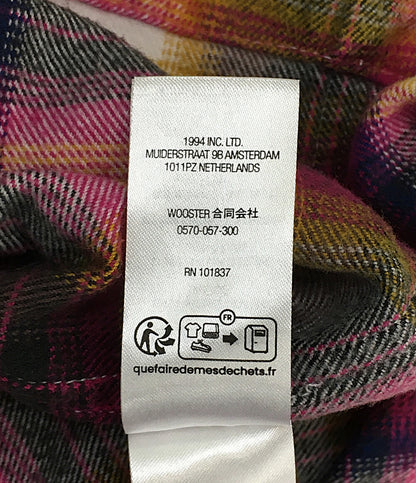 1994 INC. LTD.
MUIDERSTRAAT 9B AMSTERDAM
1011PZ NETHERLANDS
WOOSTER 合同会社
0570-057-300
RN 101837
FR
quefairedemesdechets.fr